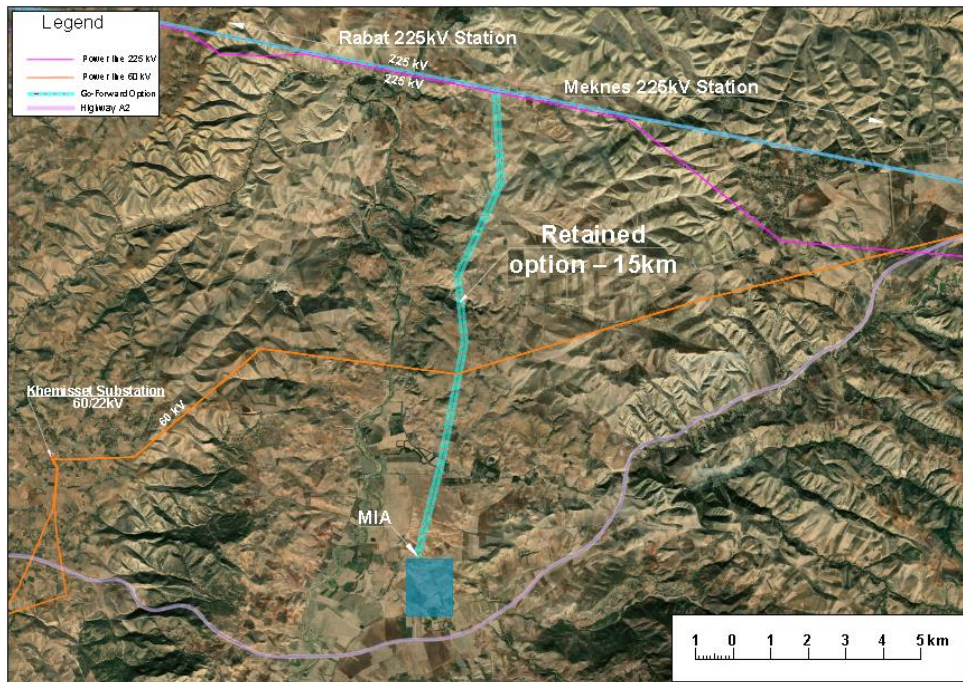 Legend
Power line 225 kV
Power line 60 kV
Go-Forward Option
Highway A2
Rabat 225kV Station
225 kV
225 kV
Meknes 225kV Station
Retained
option – 15km
Khemisset Substation
60/22kV
60 kV
MIA
1 0 1 2 3 4 5 km